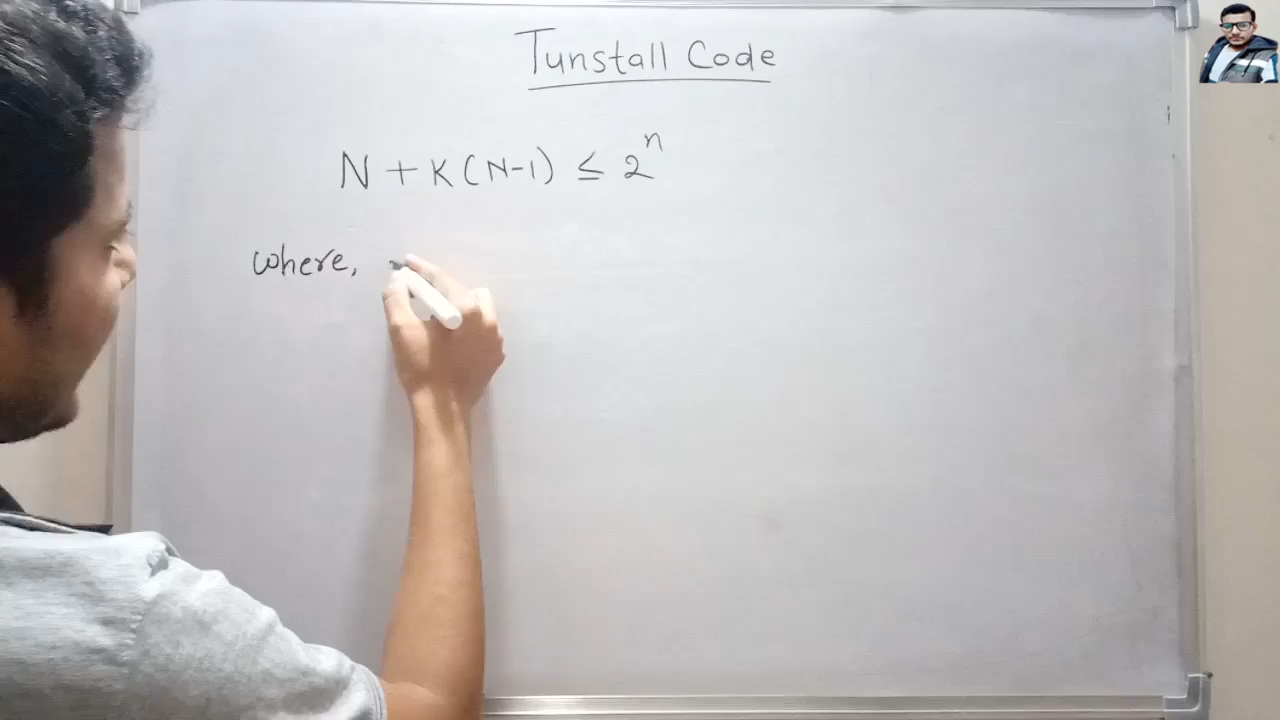 Tunstall Code
N + K(N-1) ≤ 2^n
where,